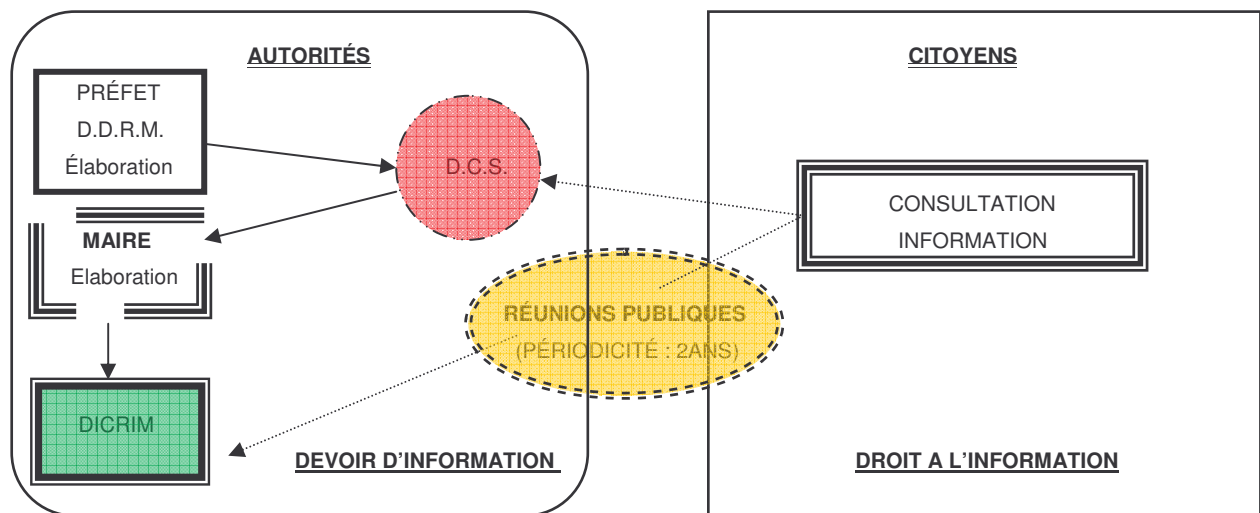 AUTORITÉS
PRÉFET
D.D.R.M.
Élaboration
D.C.S.
MAIRE
Elaboration
DICRIM
DEVOIR D'INFORMATION
RÉUNIONS PUBLIQUES
(PÉRIODICITÉ : 2ANS)
CITOYENS
CONSULTATION
INFORMATION
DROIT A L'INFORMATION